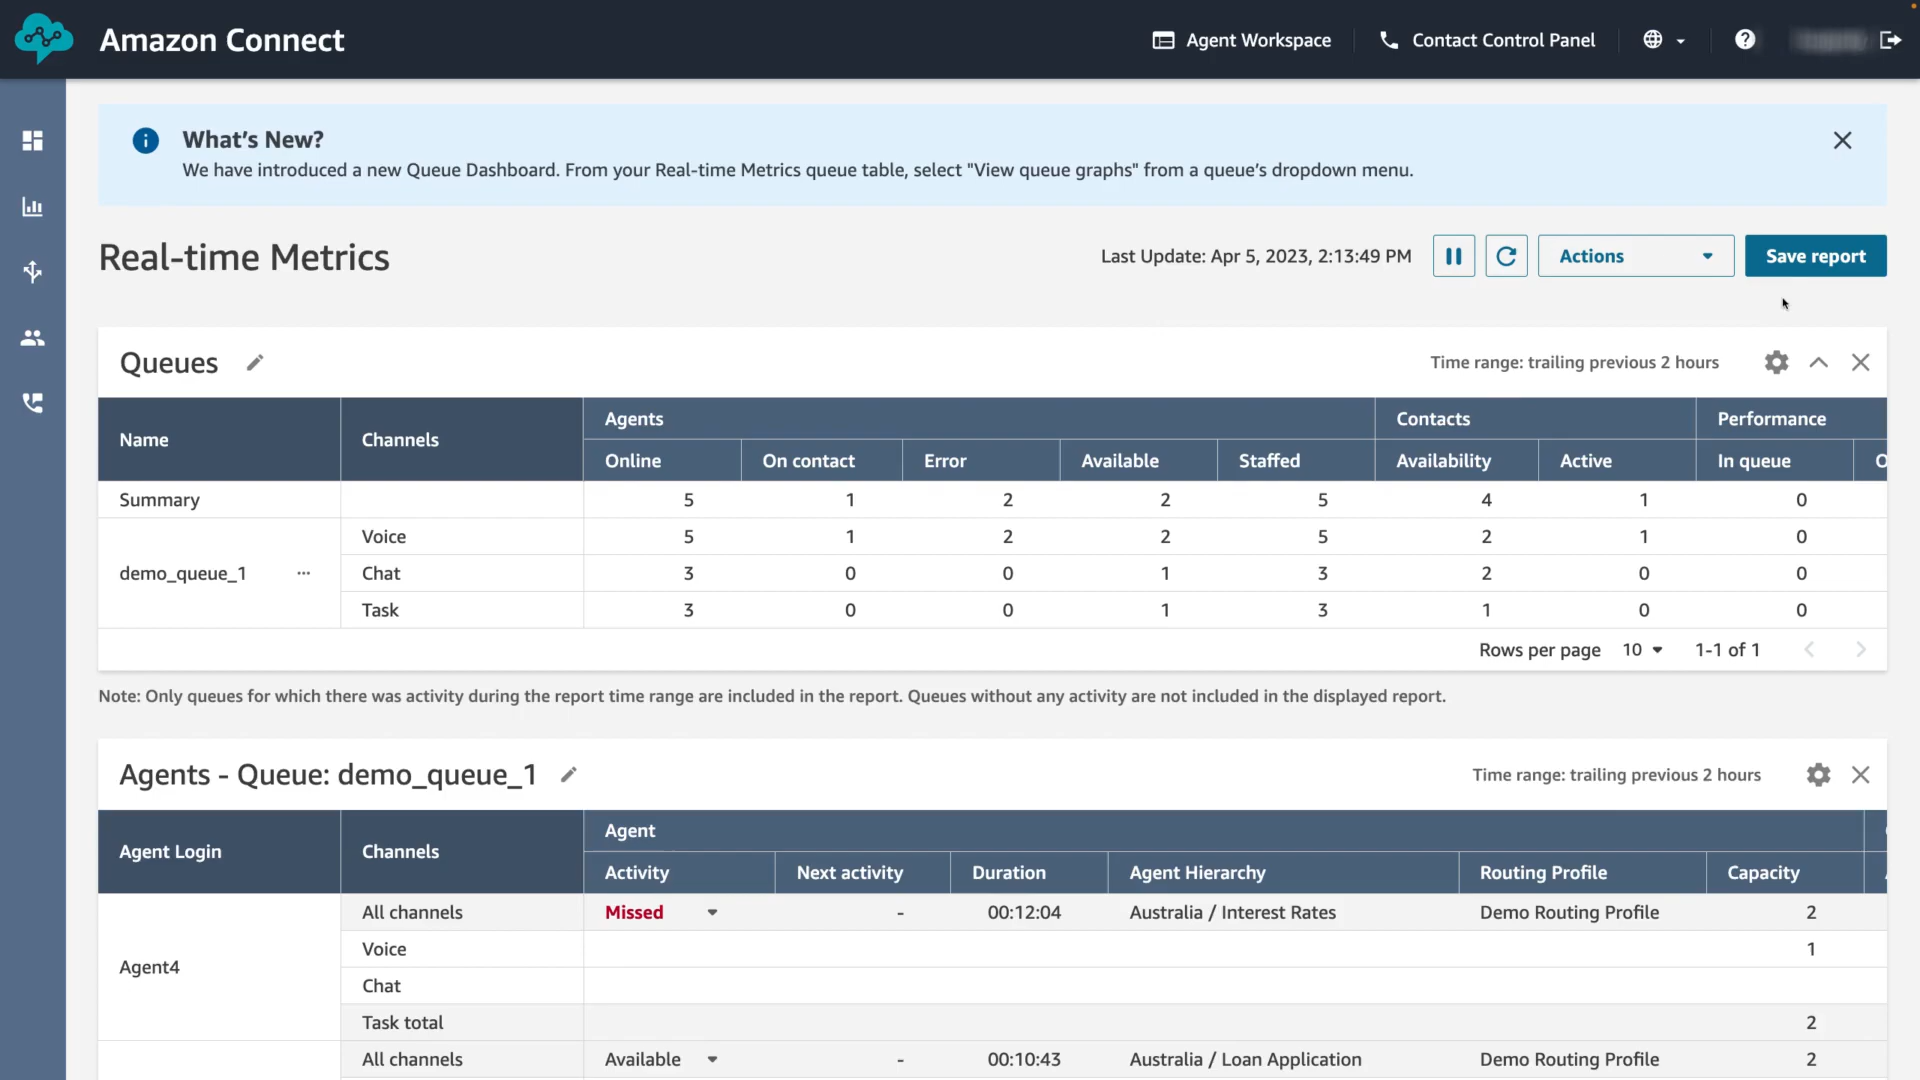 Amazon Connect
Agent Workspace
Contact Control Panel
What's New?
We have introduced a new Queue Dashboard. From your Real-time Metrics queue table, select "View queue graphs" from a queue's dropdown menu.
Real-time Metrics
Last Update: Apr 5, 2023, 2:13:49 PM
Actions
Save report
Queues
Time range: trailing previous 2 hours
Name Channels Agents Contacts Performance
Online On contact Error Available Staffed Availability Active In queue
Summary 5 1 2 2 5 4 1 0
Voice 5 1 2 2 5 2 1 0
demo_queue_1 ... Chat 3 0 0 1 3 2 0 0
Task 3 0 0 1 3 1 0 0
Rows per page 10 1-1 of 1
Note: Only queues for which there was activity during the report time range are included in the report. Queues without any activity are not included in the displayed report.
Agents - Queue: demo_queue_1
Time range: trailing previous 2 hours
Agent Login Channels Agent
Activity Next activity Duration Agent Hierarchy Routing Profile Capacity
All channels Missed - 00:12:04 Australia / Interest Rates Demo Routing Profile 2
Voice 1
Agent4
Chat
Task total 2
All channels Available - 00:10:43 Australia / Loan Application Demo Routing Profile 2